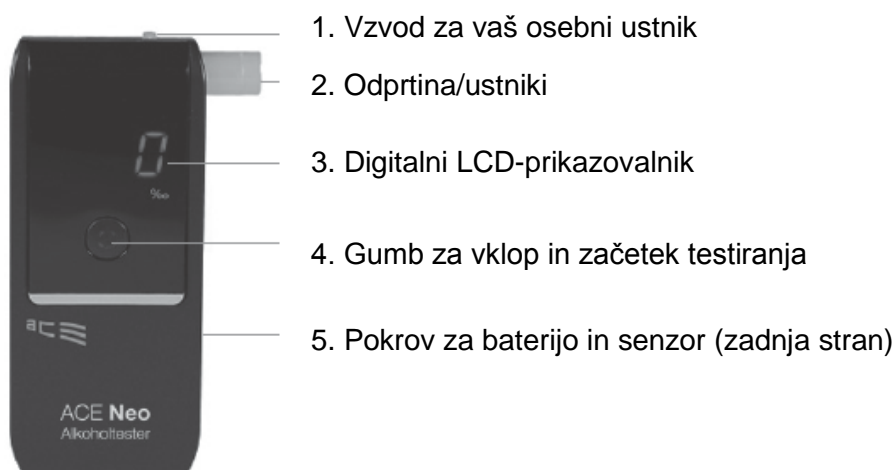 1. Vzvod za vaš osebni ustnik
2. Odprtina/ustniki
0
3. Digitalni LCD-prikazovalnik
‰
4. Gumb za vklop in začetek testiranja
5. Pokrov za baterijo in senzor (zadnja stran)
ace
ACE Neo
Alkoholtester